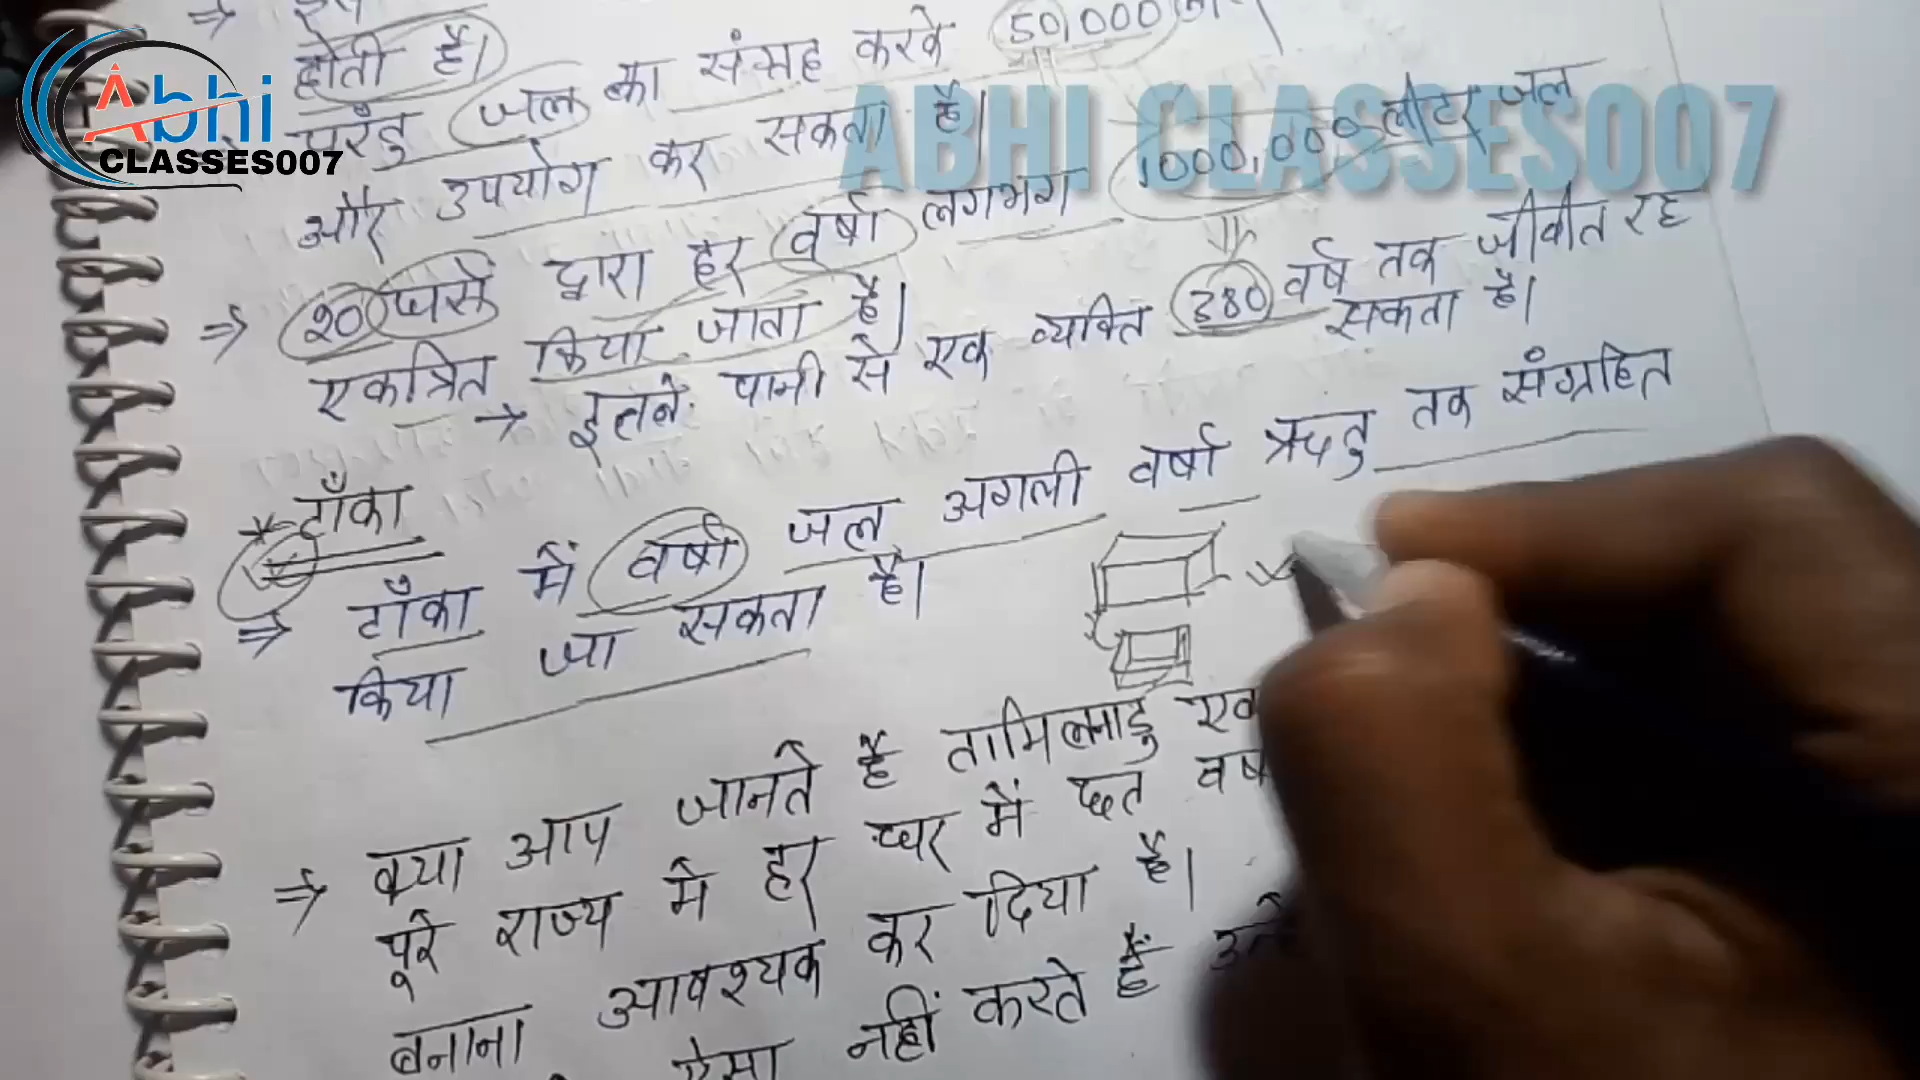 होती है।
परंतु जल का संग्रह करके 50,000
और उपयोग कर सकता है।
⇒ २० घरों द्वारा हर वर्षा लगभग 1000,000 लीटर जल
एकत्रित किया जाता है।
→ इतने पानी से एक व्यक्ति 380 वर्ष तक जीवीत रह
सकता है।
* टाँका
⇒ टाँका में वर्षा जल अगली वर्षा ऋतु तक संग्रहित
किया जा सकता है।
⇒ क्या आप जानते है तामिलनाडु एक
पूरे राज्य मे हर घर में छत वर्षा
बनाना आवश्यक कर दिया है।
ऐसा नहीं करते हैं
Abhi
CLASSES007
ABHI CLASSES007